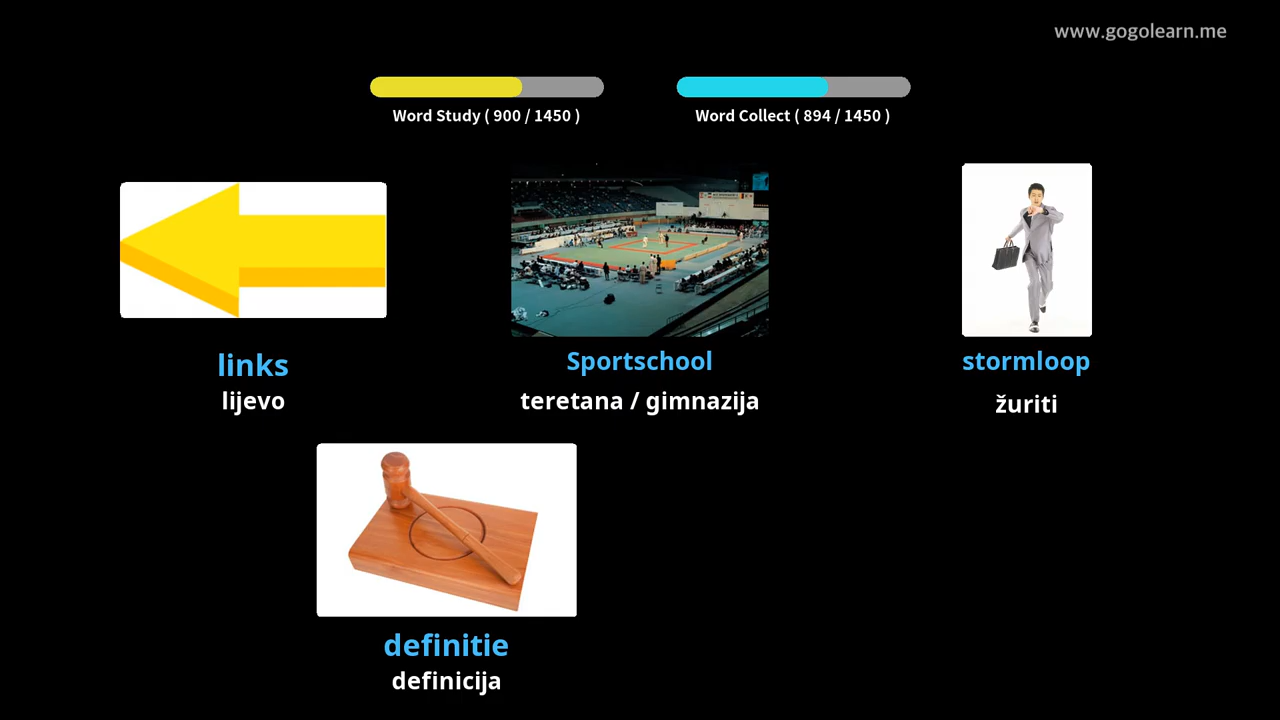 www.gogolearn.me
Word Study ( 900 / 1450 )
Word Collect ( 894 / 1450 )
links
lijevo
Sportschool
teretana / gimnazija
stormloop
žuriti
definitie
definicija